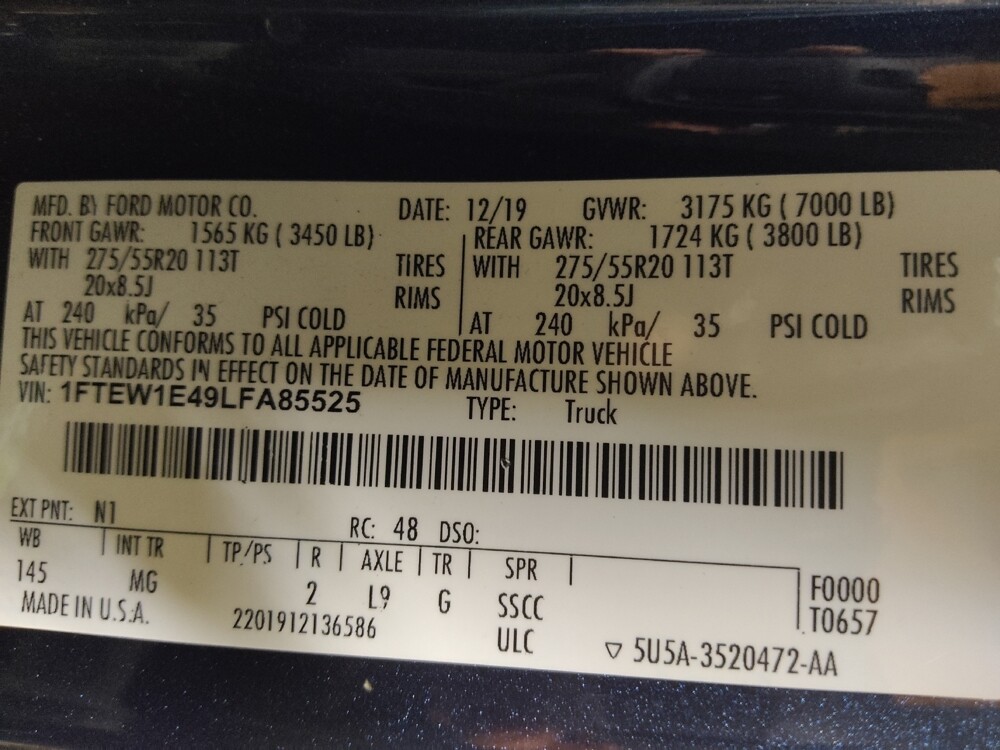 MFD. BY FORD MOTOR CO. DATE: 12/19 GVWR: 3175 KG ( 7000 LB)
FRONT GAWR: 1565 KG ( 3450 LB) REAR GAWR: 1724 KG ( 3800 LB)
WITH 275/55R20 113T TIRES WITH 275/55R20 113T TIRES
20x8.5J RIMS 20x8.5J RIMS
AT 240 kPa/ 35 PSI COLD AT 240 kPa/ 35 PSI COLD
THIS VEHICLE CONFORMS TO ALL APPLICABLE FEDERAL MOTOR VEHICLE
SAFETY STANDARDS IN EFFECT ON THE DATE OF MANUFACTURE SHOWN ABOVE.
VIN: 1FTEW1E49LFA85525 TYPE: Truck
EXT PNT: N1 RC: 48 DSO:
WB INT TR TP/PS R AXLE TR SPR F0000
145 MG 2 L9 G SSCC T0657
MADE IN U.S.A. 2201912136586 ULC ▽ 5U5A-3520472-AA